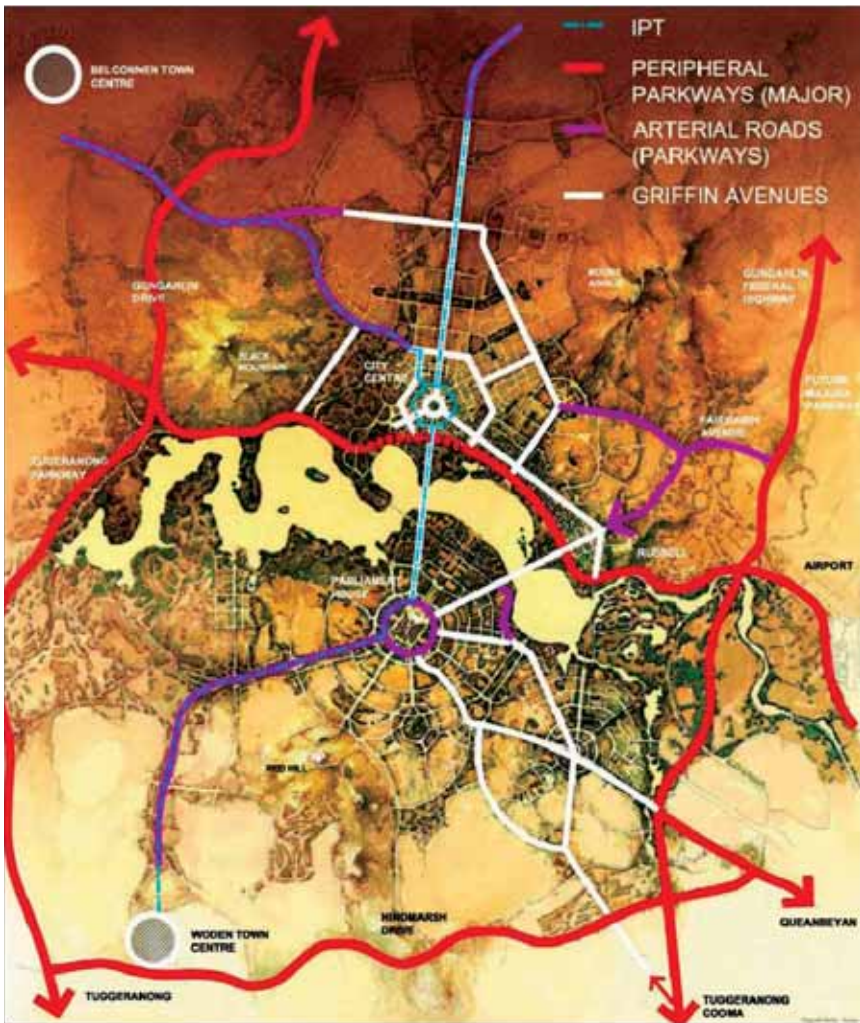 IPT
PERIPHERAL
PARKWAYS (MAJOR)
ARTERIAL ROADS
(PARKWAYS)
GRIFFIN AVENUES
BELCONNEN TOWN
CENTRE
GUNGAHLIN
DRIVE
BLACK
MOUNTAIN
CITY
CENTRE
MOUNT
AINSLIE
GUNGAHLIN
FEDERAL
HIGHWAY
FUTURE
MAJURA
PARKWAY
FAIRBAIRN
AVENUE
TUGGERANONG
PARKWAY
RUSSELL
AIRPORT
PARLIAMENT
HOUSE
RED HILL
WODEN TOWN
CENTRE
HINDMARSH
DRIVE
QUEANBEYAN
TUGGERANONG
TUGGERANONG
COOMA